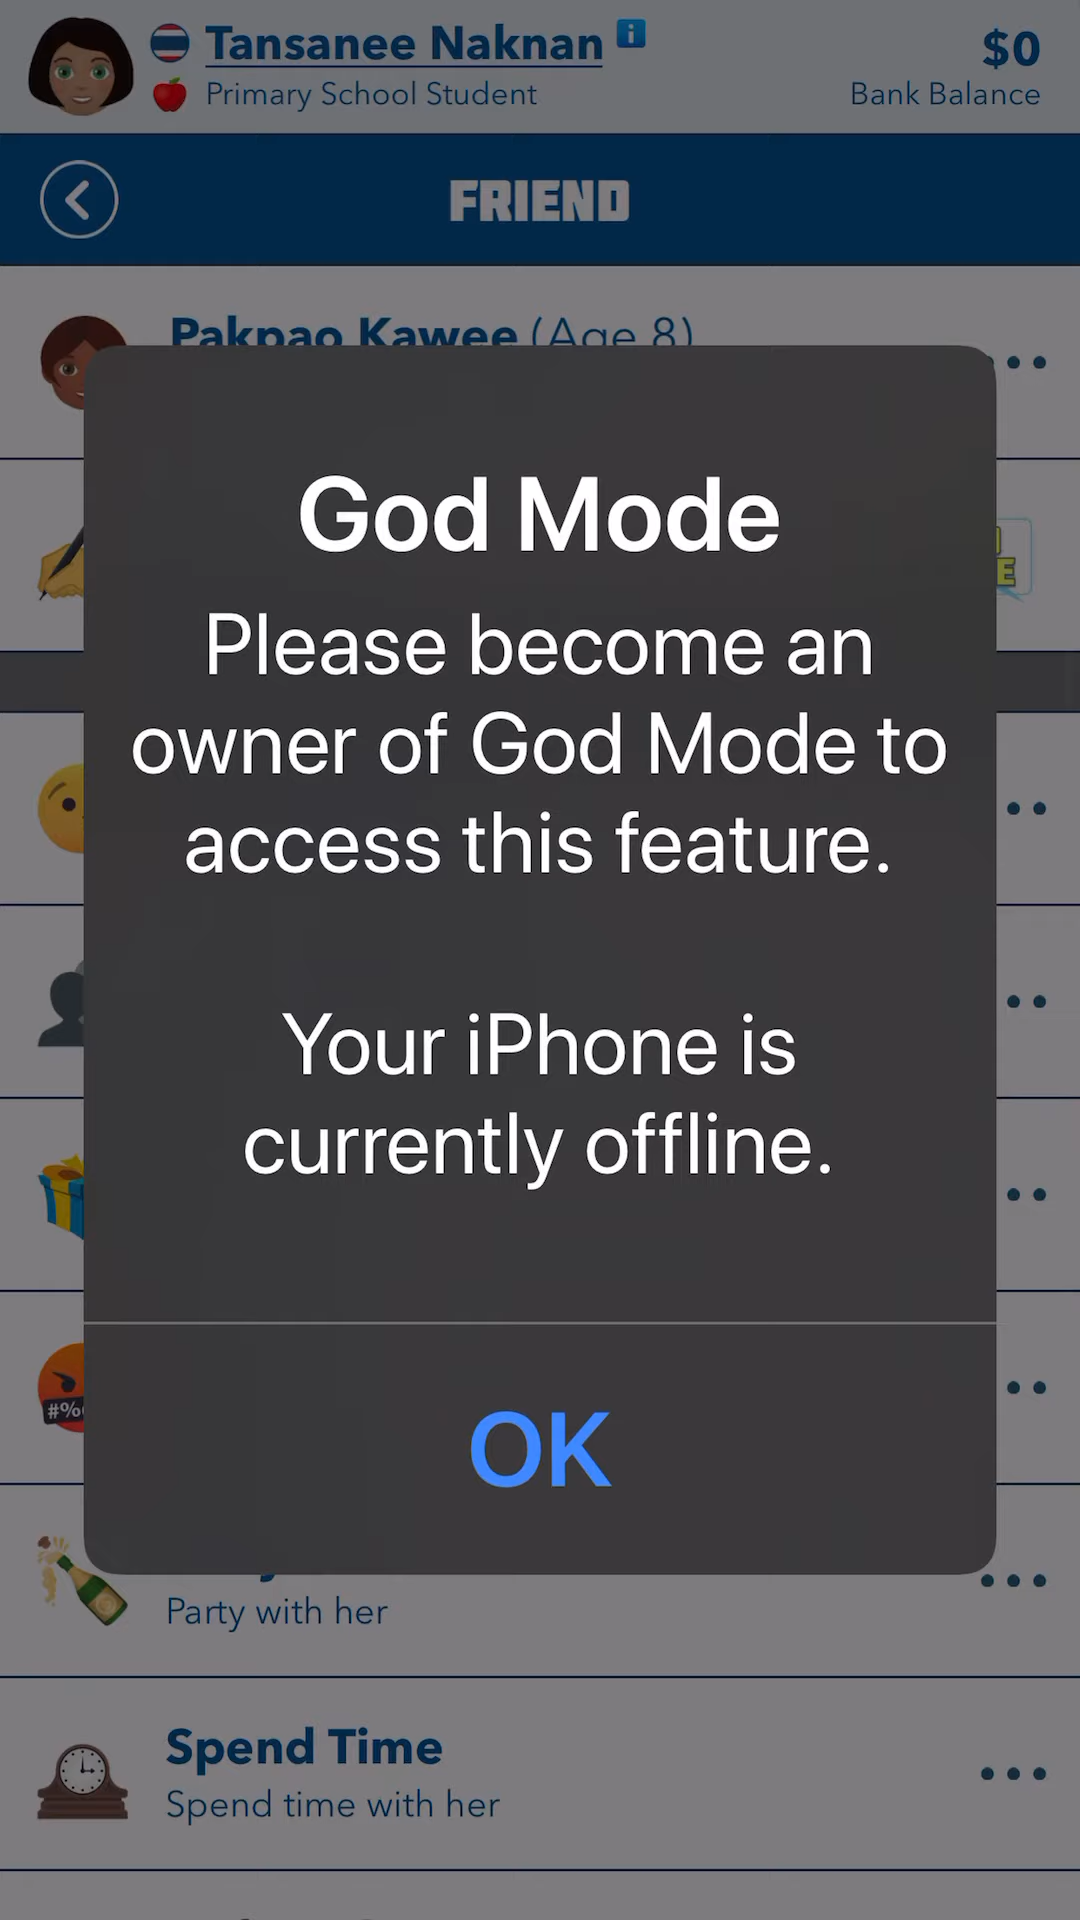 Tansanee Naknan
$0
Primary School Student
Bank Balance
FRIEND
Pakpao Kawee (Age 8)
God Mode
Please become an
owner of God Mode to
access this feature.
Your iPhone is
currently offline.
#%
OK
Party with her
Spend Time
Spend time with her